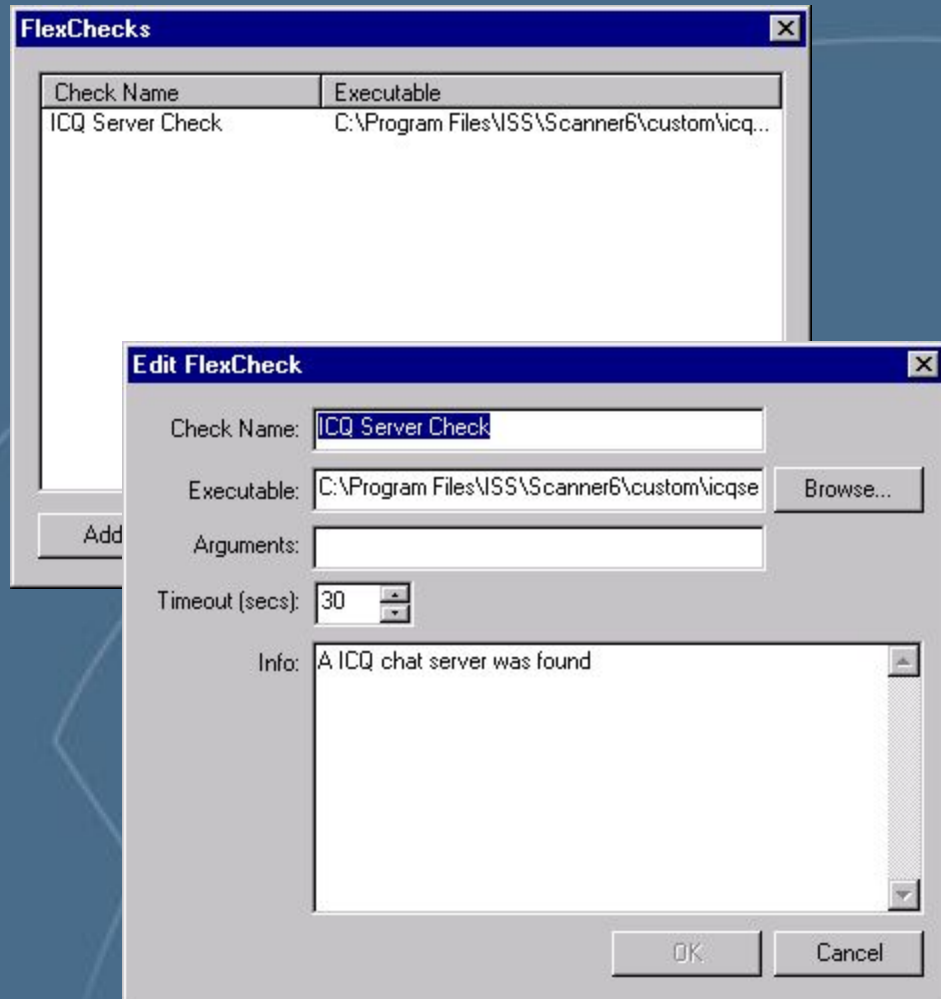 FlexChecks
Check Name Executable
ICQ Server Check C:\Program Files\ISS\Scanner6\custom\icq...
Add
Edit FlexCheck
Check Name: ICQ Server Check
Executable: C:\Program Files\ISS\Scanner6\custom\icqse Browse...
Arguments:
Timeout (secs): 30
Info: A ICQ chat server was found
OK Cancel